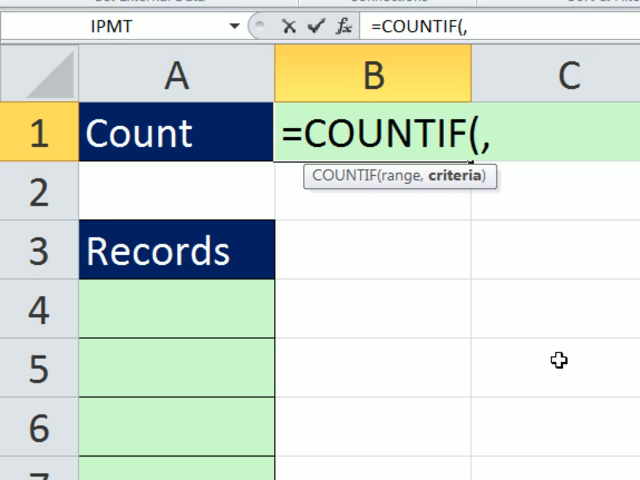 IPMT
=COUNTIF(,
A
B
C
1
Count
=COUNTIF(,
COUNTIF(range, criteria)
2
3
Records
4
5
6